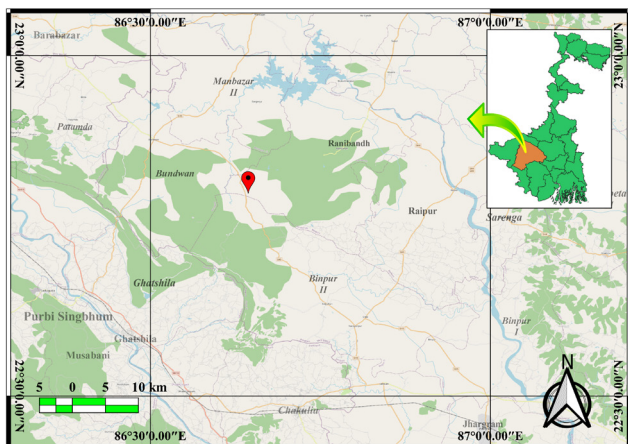 86°30'0.00"E
87°0'0.00"E
23°0'0.00"N
23°0'0.00"N
Barabazar
Manbazar
II
Patamda
Ranibandh
Bundwan
Raipur
Sarenga
Ghatshila
Binpur
II
Purbi Singbhum
Ghatshila
Binpur
I
Musabani
5 0 5 10 km
N
Chakulia
Jhargram
22°30'0.00"N
22°30'0.00"N
86°30'0.00"E
87°0'0.00"E